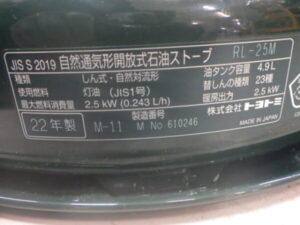 JIS S 2019 自然通気形開放式石油ストーブ RL-25M
種類 しん式・自然対流形 油タンク容量 4.9L
使用燃料 灯油 (JIS1号) 替しんの種類 23種
最大燃料消費量 2.5 kW (0.243 L/h) 暖房出力 2.5 kW
22年製 M-11 製造番号 M No 610246
株式会社 トヨトミ
MADE IN JAPAN